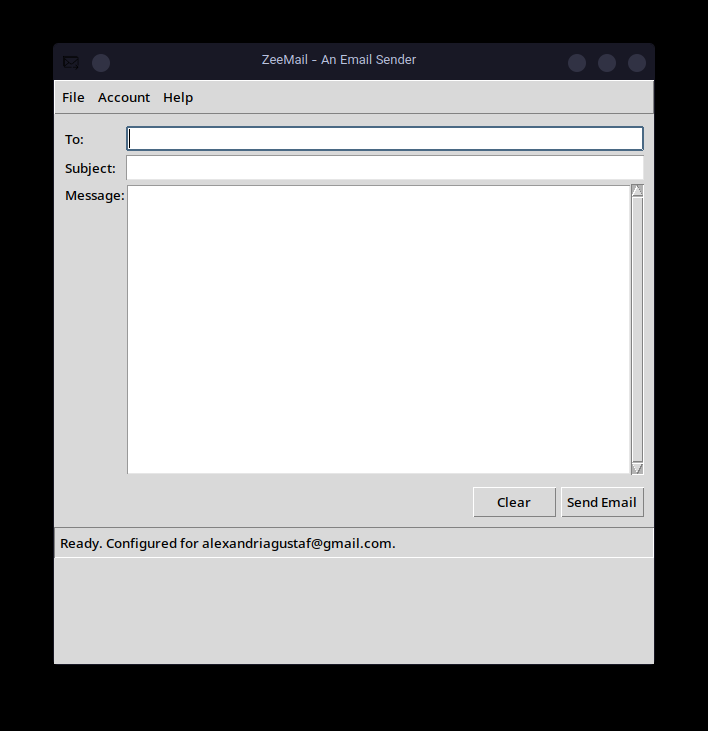 ZeeMail - An Email Sender
File Account Help
To:
Subject:
Message:
Clear Send Email
Ready. Configured for alexandriagustaf@gmail.com.